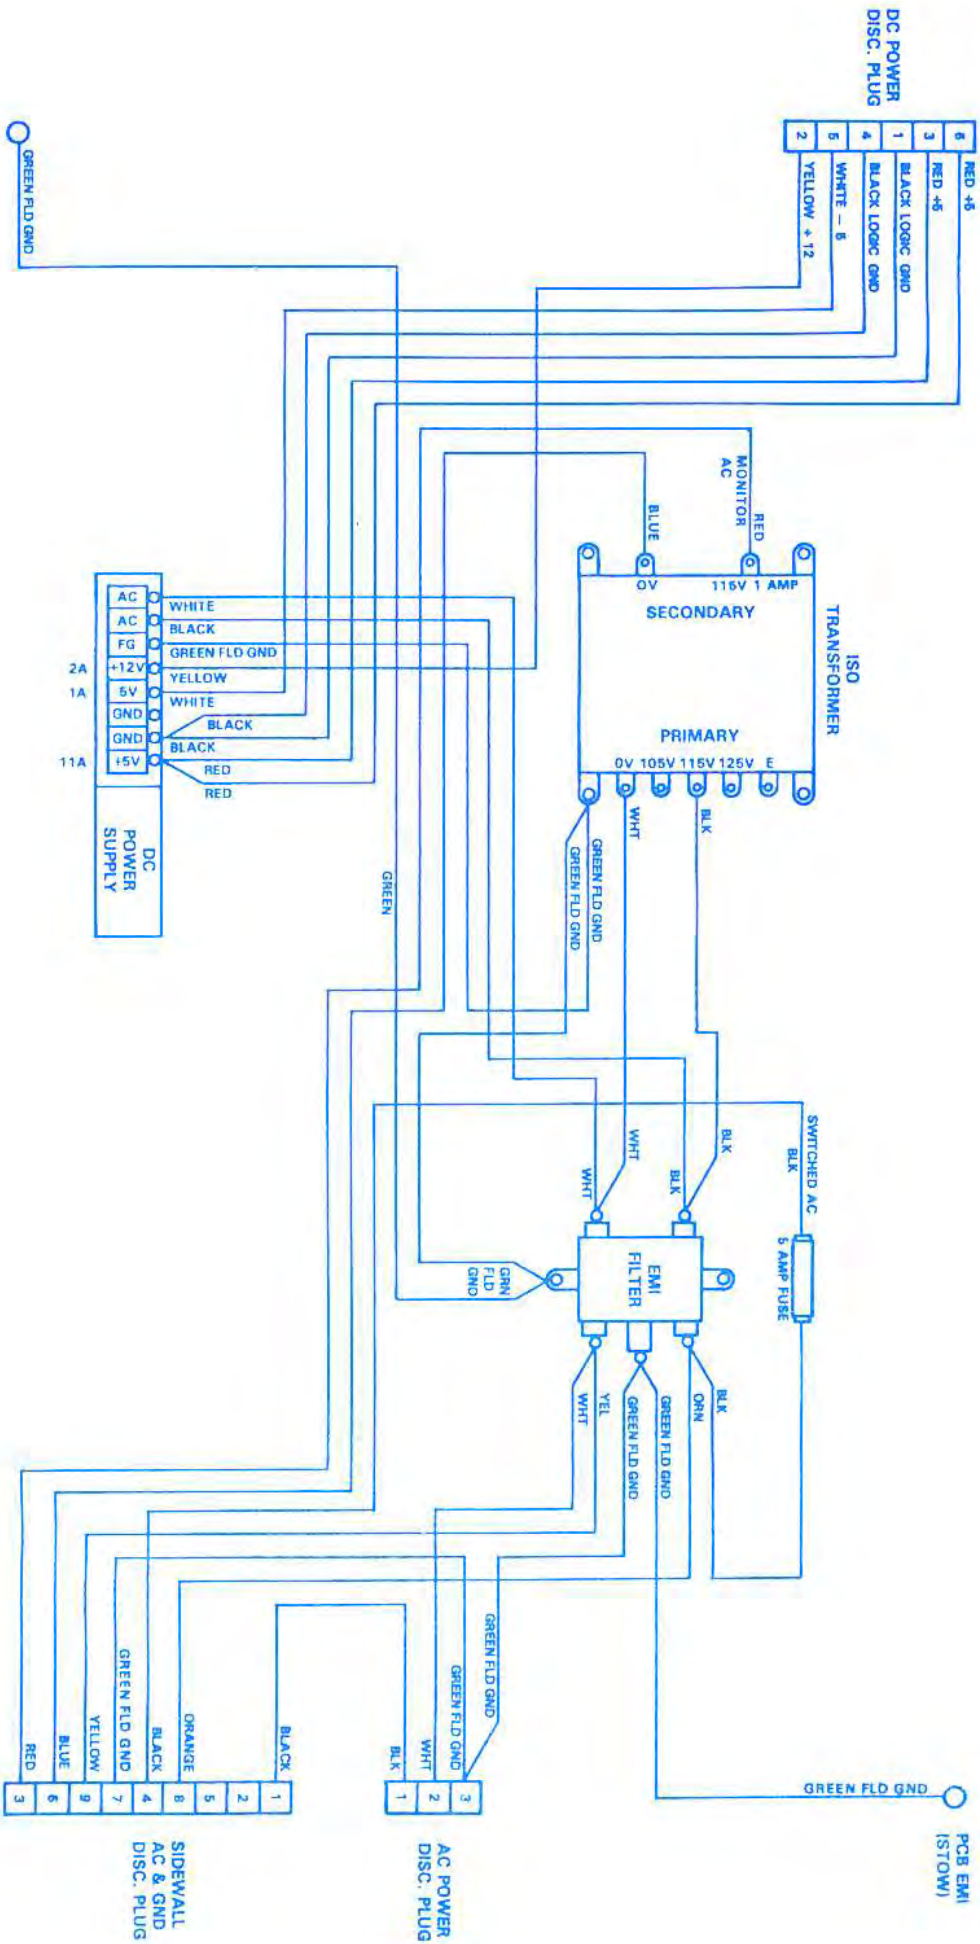 DC POWER
DISC. PLUG
2
5
4
1
3
6
YELLOW + 12
WHITE – 5
BLACK LOGIC GND
BLACK LOGIC GND
RED +5
RED +5
GREEN FLD GND
MONITOR
AC
RED
BLUE
0V
115V 1 AMP
SECONDARY
ISO
TRANSFORMER
PRIMARY
0V 105V 115V 125V E
WHT
BLK
GREEN FLD GND
GREEN FLD GND
AC
AC
FG
+12V
5V
GND
GND
+5V
2A
1A
11A
WHITE
BLACK
GREEN FLD GND
YELLOW
WHITE
BLACK
BLACK
RED
RED
DC
POWER
SUPPLY
GREEN
SWITCHED AC
BLK
5 AMP FUSE
BLK
WHT
BLK
WHT
EMI
FILTER
GRN
FLD
GND
BLK
ORN
GREEN FLD GND
GREEN FLD GND
YEL
WHT
GREEN FLD GND
GREEN FLD GND
WHT
BLK
1
2
3
AC POWER
DISC. PLUG
GREEN FLD GND
PCB EMI
(STOW)
RED
BLUE
YELLOW
GREEN FLD GND
BLACK
ORANGE
BLACK
3
6
9
7
4
8
5
2
1
SIDEWALL
AC & GND
DISC. PLUG